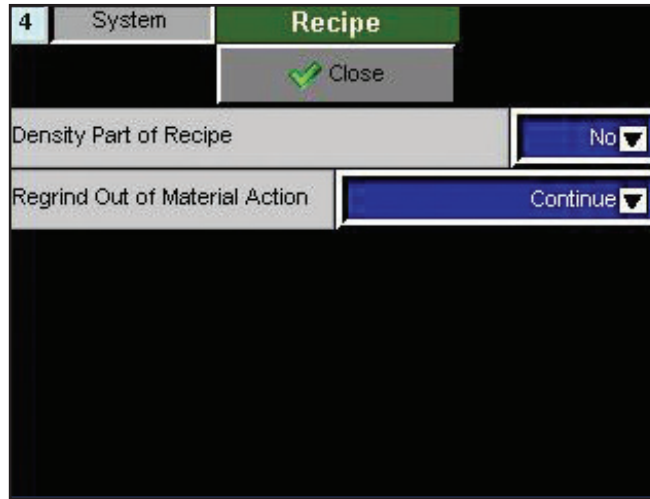 4 System Recipe
Close
Density Part of Recipe No
Regrind Out of Material Action Continue